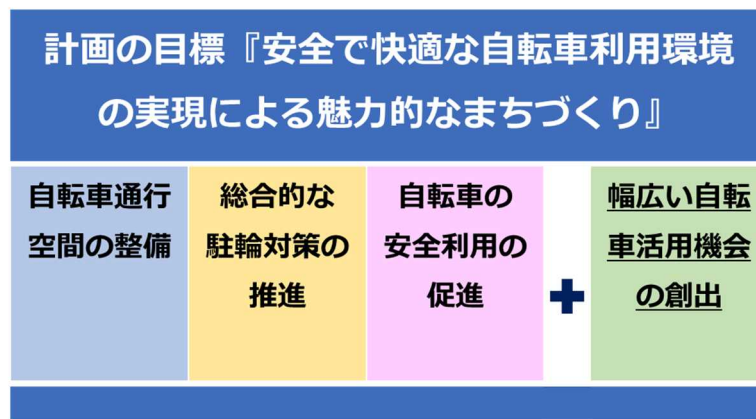 計画の目標『安全で快適な自転車利用環境
の実現による魅力的なまちづくり』
自転車通行
空間の整備
総合的な
駐輪対策の
推進
自転車の
安全利用の
促進
✚
幅広い自転
車活用機会
の創出